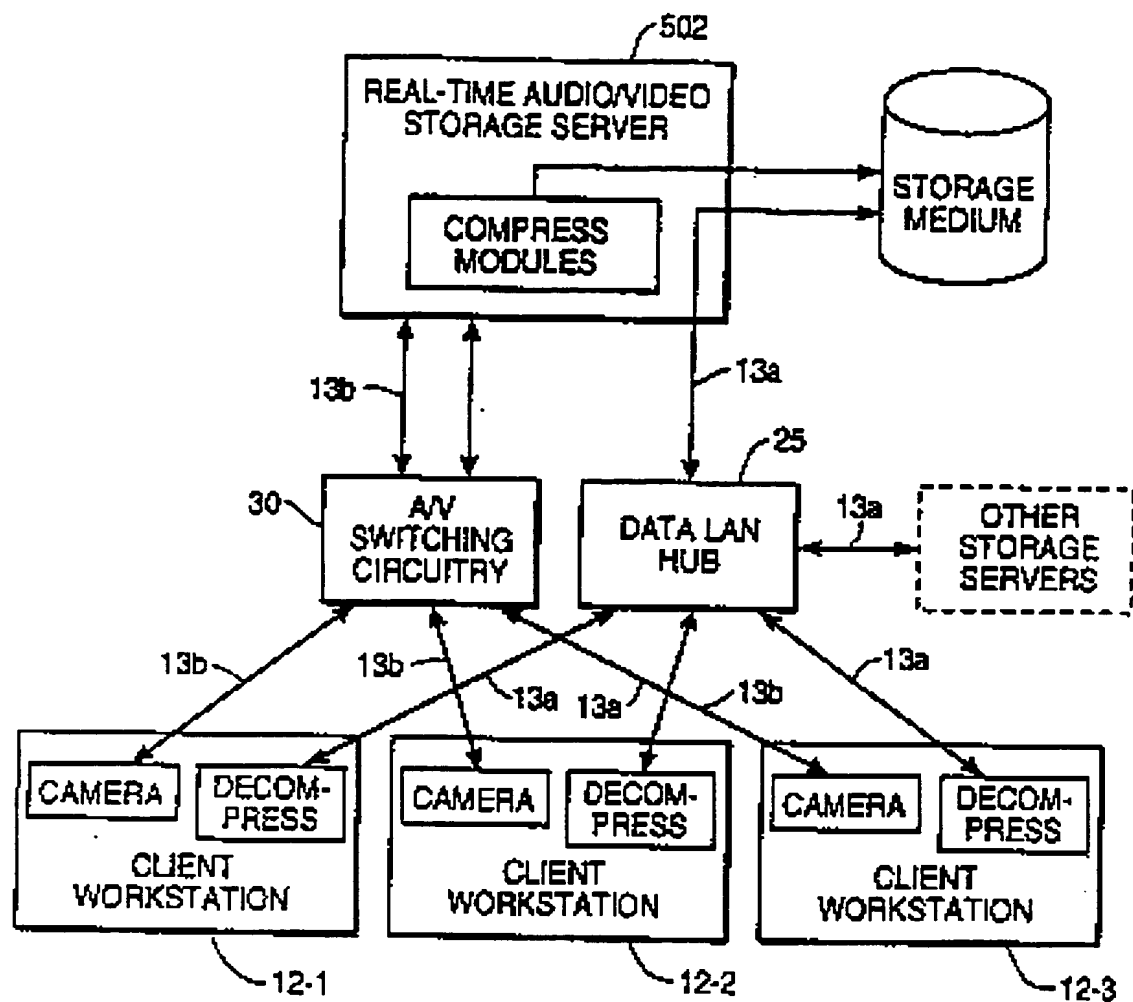 502
REAL-TIME AUDIO/VIDEO
STORAGE SERVER
COMPRESS
MODULES
STORAGE
MEDIUM
13b
13a
25
30
A/V
SWITCHING
CIRCUITRY
DATA LAN
HUB
13a
OTHER
STORAGE
SERVERS
13b
13b
13a
13a
13b
13a
CAMERA
DECOM-
PRESS
CLIENT
WORKSTATION
CAMERA
DECOM-
PRESS
CLIENT
WORKSTATION
CAMERA
DECOM-
PRESS
CLIENT
WORKSTATION
12-1
12-2
12-3